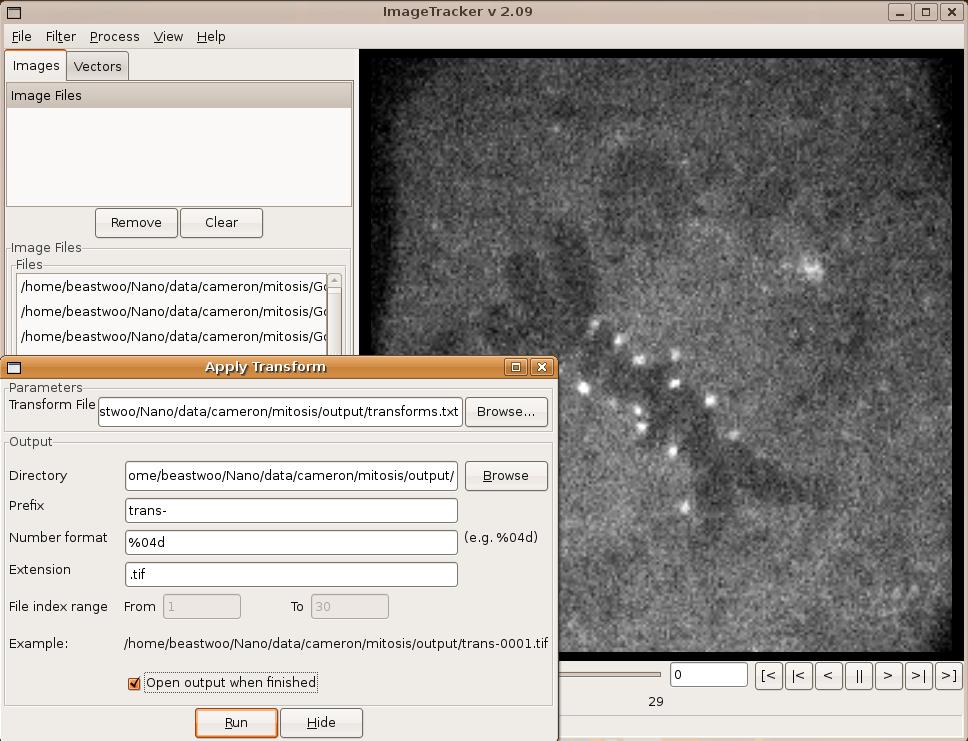 ImageTracker v 2.09
File Filter Process View Help
Images Vectors
Image Files
Remove Clear
Image Files
Files
/home/beastwoo/Nano/data/cameron/mitosis/Go
/home/beastwoo/Nano/data/cameron/mitosis/Go
/home/beastwoo/Nano/data/cameron/mitosis/Go
Apply Transform
Parameters
Transform File stwoo/Nano/data/cameron/mitosis/output/transforms.txt Browse...
Output
Directory ome/beastwoo/Nano/data/cameron/mitosis/output/ Browse
Prefix trans-
Number format %04d (e.g. %04d)
Extension .tif
File index range From 1 To 30
Example: /home/beastwoo/Nano/data/cameron/mitosis/output/trans-0001.tif
Open output when finished
Run Hide
0 [< |< < || > >| >]
29